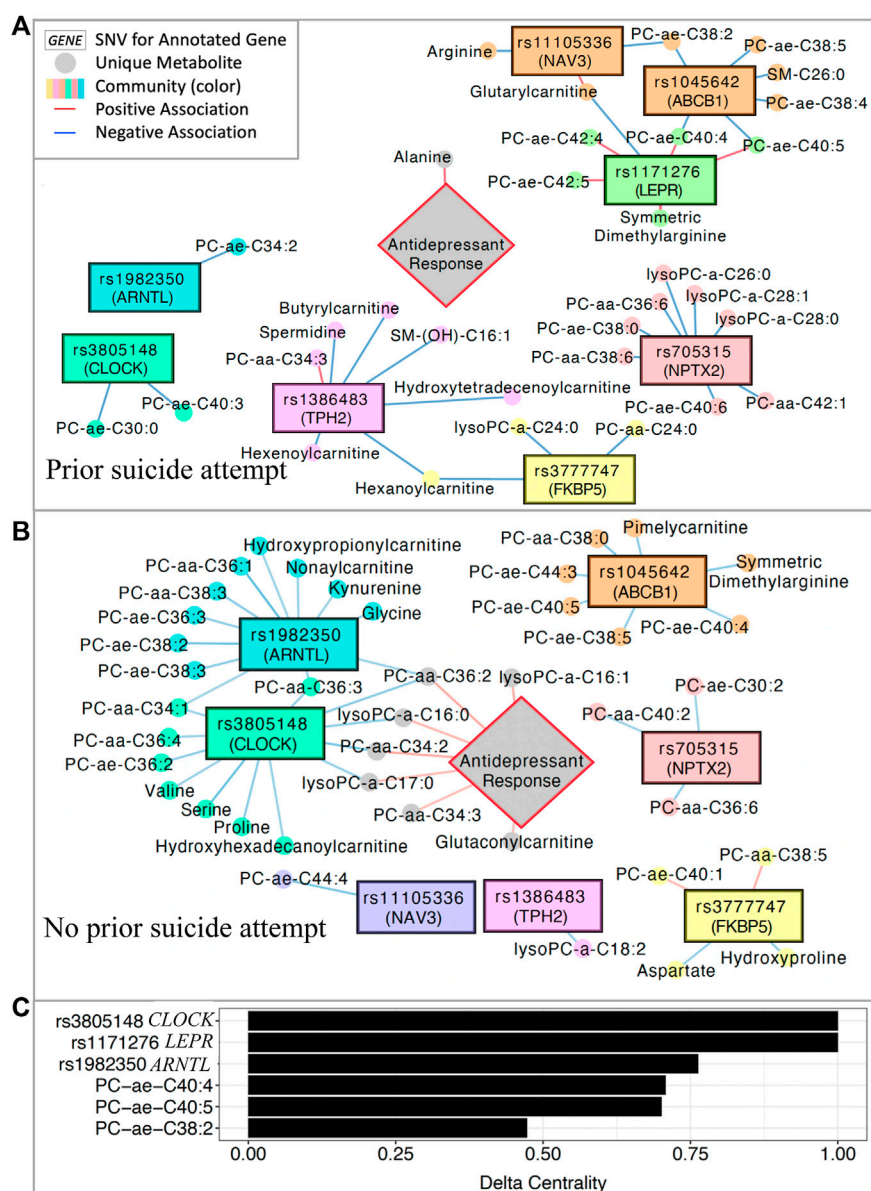 A
GENE SNV for Annotated Gene
Unique Metabolite
Community (color)
Positive Association
Negative Association
rs11105336
(NAV3)
PC-ae-C38:2
PC-ae-C38:5
Arginine
SM-C26:0
rs1045642
(ABCB1)
Glutarylcarnitine
PC-ae-C38:4
PC-ae-C42:4
PC-ae-C40:4
PC-ae-C40:5
Alanine
rs1171276
(LEPR)
PC-ae-C42:5
Symmetric
Dimethylarginine
Antidepressant
Response
PC-ae-C34:2
rs1982350
(ARNTL)
lysoPC-a-C26:0
lysoPC-a-C28:1
PC-aa-C36:6
lysoPC-a-C28:0
Butyrylcarnitine
Spermidine
SM-(OH)-C16:1
PC-ae-C38:0
rs3805148
(CLOCK)
PC-aa-C34:3
PC-aa-C38:6
rs705315
(NPTX2)
rs1386483
(TPH2)
Hydroxytetradecenoylcarnitine
PC-ae-C40:3
PC-ae-C40:6
PC-aa-C42:1
PC-ae-C30:0
lysoPC-a-C24:0
PC-aa-C24:0
Hexenoylcarnitine
Prior suicide attempt
rs3777747
(FKBP5)
Hexanoylcarnitine
B
Pimelycarnitine
PC-aa-C38:0
Hydroxypropionylcarnitine
PC-aa-C36:1
Nonaylcarnitine
Symmetric
Dimethylarginine
PC-aa-C38:3
Kynurenine
PC-ae-C44:3
rs1045642
(ABCB1)
PC-ae-C36:3
Glycine
PC-ae-C40:5
rs1982350
(ARNTL)
PC-ae-C38:2
PC-ae-C38:5
PC-ae-C40:4
PC-ae-C38:3
PC-aa-C36:2
lysoPC-a-C16:1
PC-aa-C36:3
PC-ae-C30:2
PC-aa-C34:1
lysoPC-a-C16:0
PC-aa-C40:2
rs3805148
(CLOCK)
PC-aa-C36:4
PC-aa-C34:2
rs705315
(NPTX2)
PC-ae-C36:2
Antidepressant
Response
Valine
lysoPC-a-C17:0
Serine
PC-aa-C34:3
PC-aa-C36:6
Proline
Hydroxyhexadecanoylcarnitine
Glutaconylcarnitine
PC-aa-C38:5
PC-ae-C44:4
PC-ae-C40:1
rs11105336
(NAV3)
rs1386483
(TPH2)
rs3777747
(FKBP5)
No prior suicide attempt
lysoPC-a-C18:2
Hydroxyproline
Aspartate
C
rs3805148 CLOCK
rs1171276 LEPR
rs1982350 ARNTL
PC-ae-C40:4
PC-ae-C40:5
PC-ae-C38:2
0.00 0.25 0.50 0.75 1.00
Delta Centrality